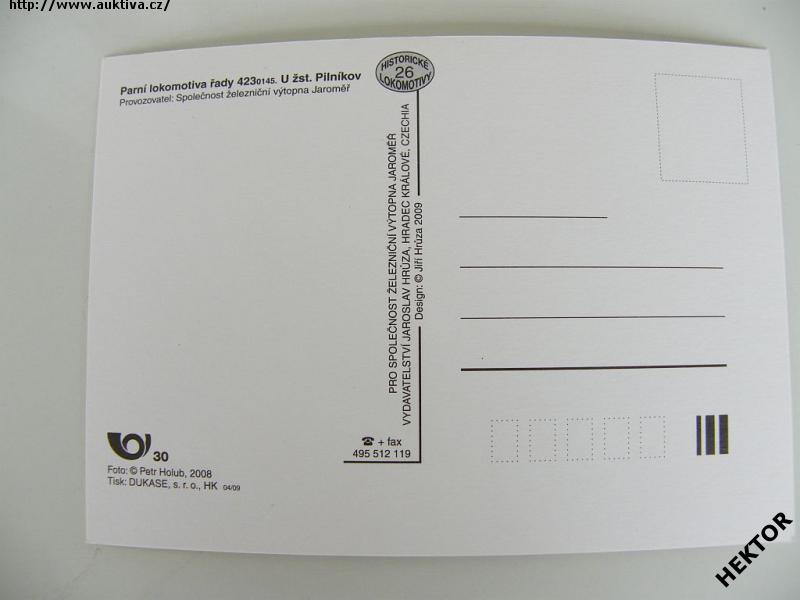 http://www.auktiva.cz/
Parní lokomotiva řady 4230145. U žst. Pilníkov
Provozovatel: Společnost železniční výtopna Jaroměř
HISTORICKÉ
26
LOKOMOTIVY
PRO SPOLEČNOST ŽELEZNIČNÍ VÝTOPNA JAROMĚŘ
VYDAVATELSTVÍ JAROSLAV HRŮZA, HRADEC KRÁLOVÉ, CZECHIA
Design: © Jiří Hrůza 2009
☎ + fax
495 512 119
30
Foto: © Petr Holub, 2008
Tisk: DUKASE, s. r. o., HK 04/09
HEKTOR